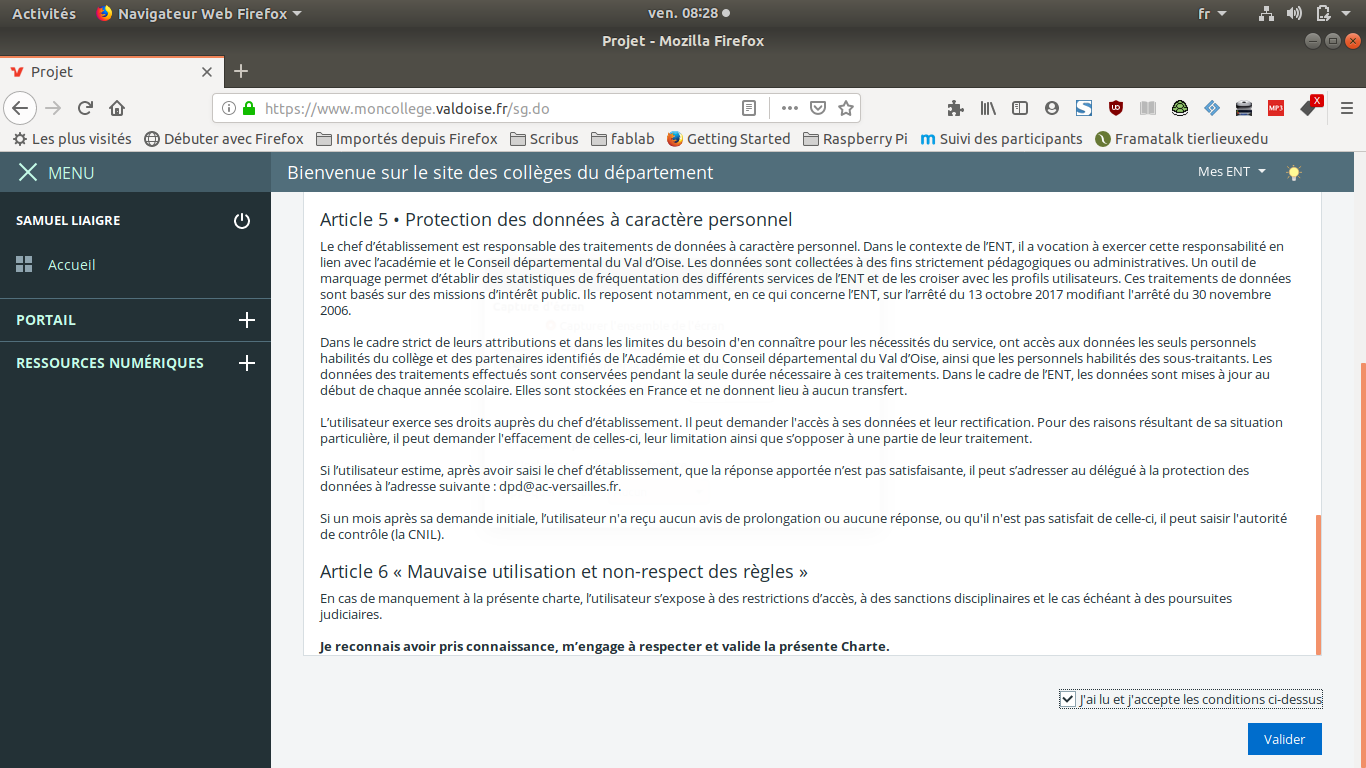 Activités Navigateur Web Firefox ven. 08:28 fr
Projet - Mozilla Firefox
Projet
https://www.moncollege.valdoise.fr/sg.do
Les plus visités Débuter avec Firefox Importés depuis Firefox Scribus fablab Getting Started Raspberry Pi Suivi des participants Framatalk tierlieuxedu
MENU Bienvenue sur le site des collèges du département Mes ENT
SAMUEL LIAIGRE
Accueil
PORTAIL
RESSOURCES NUMÉRIQUES
Article 5 • Protection des données à caractère personnel
Le chef d’établissement est responsable des traitements de données à caractère personnel. Dans le contexte de l’ENT, il a vocation à exercer cette responsabilité en
lien avec l’académie et le Conseil départemental du Val d’Oise. Les données sont collectées à des fins strictement pédagogiques ou administratives. Un outil de
marquage permet d’établir des statistiques de fréquentation des différents services de l’ENT et de les croiser avec les profils utilisateurs. Ces traitements de données
sont basés sur des missions d’intérêt public. Ils reposent notamment, en ce qui concerne l’ENT, sur l’arrêté du 13 octobre 2017 modifiant l'arrêté du 30 novembre
2006.
Dans le cadre strict de leurs attributions et dans les limites du besoin d'en connaître pour les nécessités du service, ont accès aux données les seuls personnels
habilités du collège et des partenaires identifiés de l’Académie et du Conseil départemental du Val d’Oise, ainsi que les personnels habilités des sous-traitants. Les
données des traitements effectués sont conservées pendant la seule durée nécessaire à ces traitements. Dans le cadre de l’ENT, les données sont mises à jour au
début de chaque année scolaire. Elles sont stockées en France et ne donnent lieu à aucun transfert.
L’utilisateur exerce ses droits auprès du chef d’établissement. Il peut demander l'accès à ses données et leur rectification. Pour des raisons résultant de sa situation
particulière, il peut demander l'effacement de celles-ci, leur limitation ainsi que s’opposer à une partie de leur traitement.
Si l’utilisateur estime, après avoir saisi le chef d’établissement, que la réponse apportée n’est pas satisfaisante, il peut s’adresser au délégué à la protection des
données à l’adresse suivante : dpd@ac-versailles.fr.
Si un mois après sa demande initiale, l’utilisateur n'a reçu aucun avis de prolongation ou aucune réponse, ou qu'il n'est pas satisfait de celle-ci, il peut saisir l'autorité
de contrôle (la CNIL).
Article 6 « Mauvaise utilisation et non-respect des règles »
En cas de manquement à la présente charte, l’utilisateur s’expose à des restrictions d’accès, à des sanctions disciplinaires et le cas échéant à des poursuites
judiciaires.
Je reconnais avoir pris connaissance, m’engage à respecter et valide la présente Charte.
J'ai lu et j'accepte les conditions ci-dessus
Valider